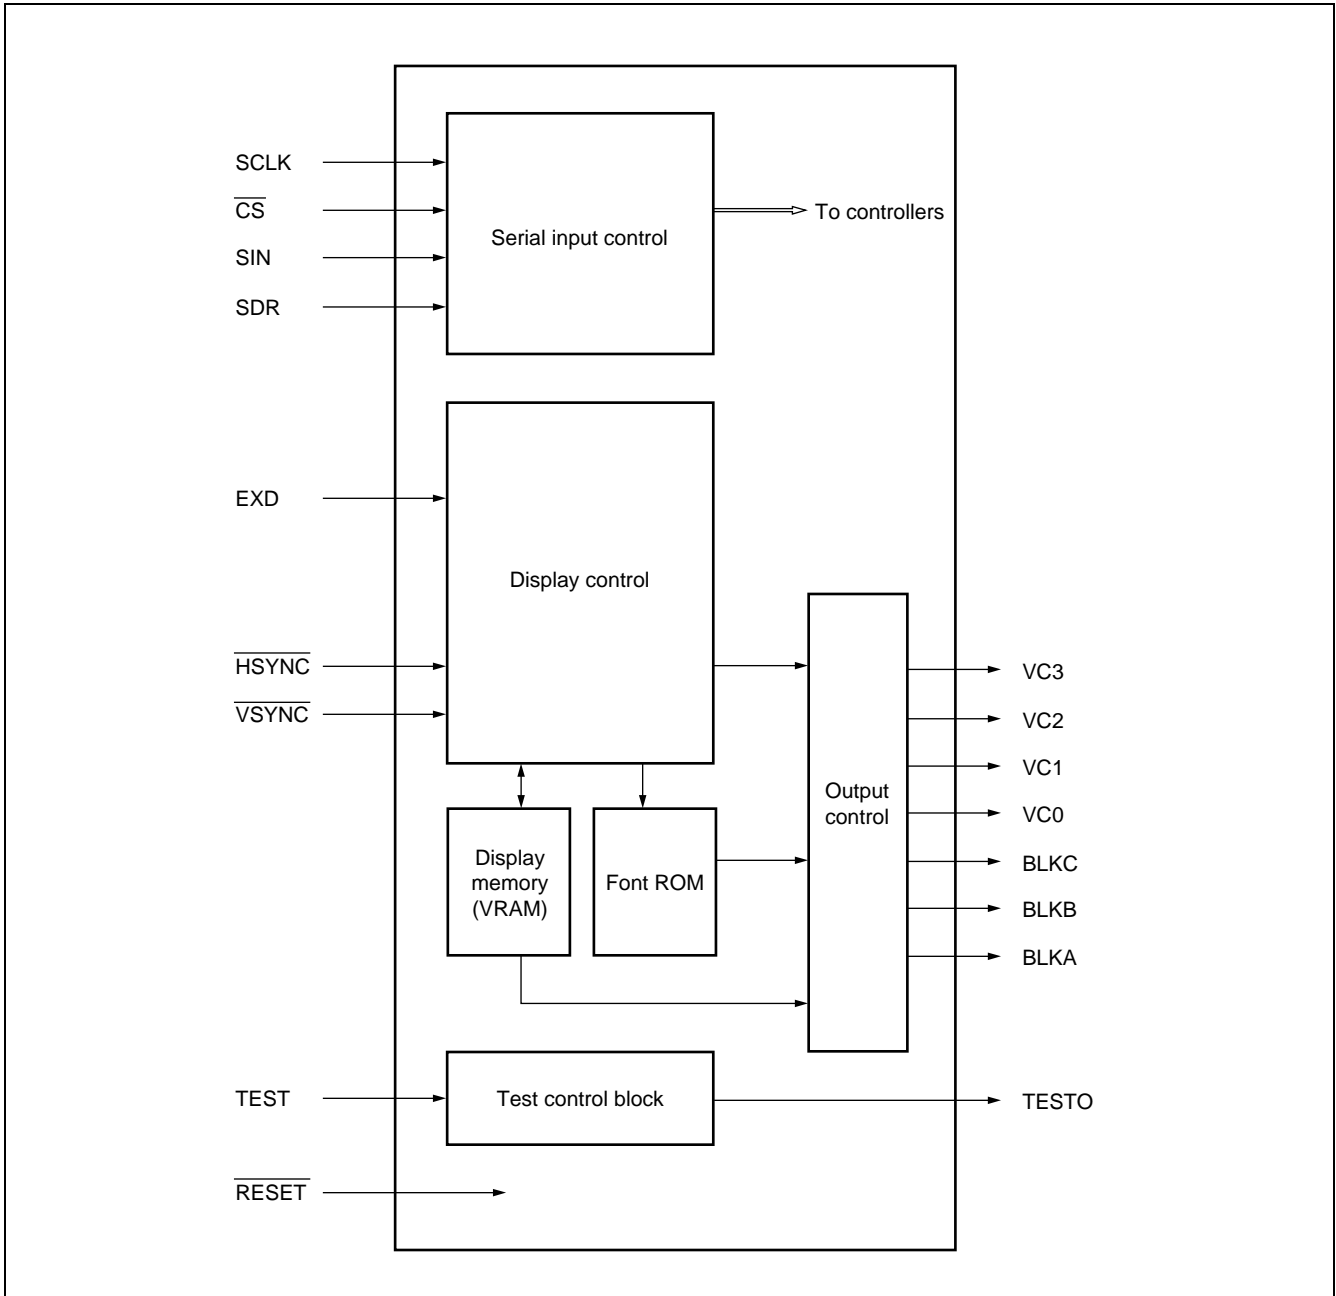 SCLK
CS
SIN
SDR
Serial input control
To controllers
EXD
Display control
HSYNC
VSYNC
Display
memory
(VRAM)
Font ROM
Output
control
VC3
VC2
VC1
VC0
BLKC
BLKB
BLKA
TEST
Test control block
TESTO
RESET